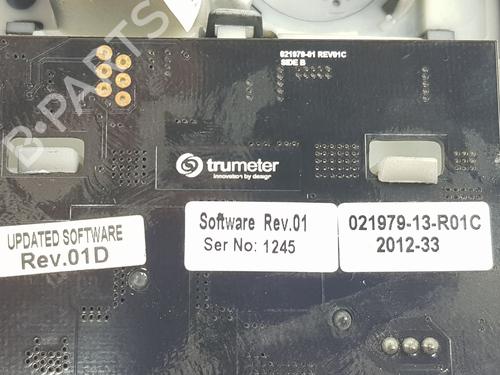 021979-01 REV01C
SIDE B
trumeter
innovation by design
B-PARTS
UPDATED SOFTWARE
Rev.01D
Software Rev.01
Ser No: 1245
021979-13-R01C
2012-33